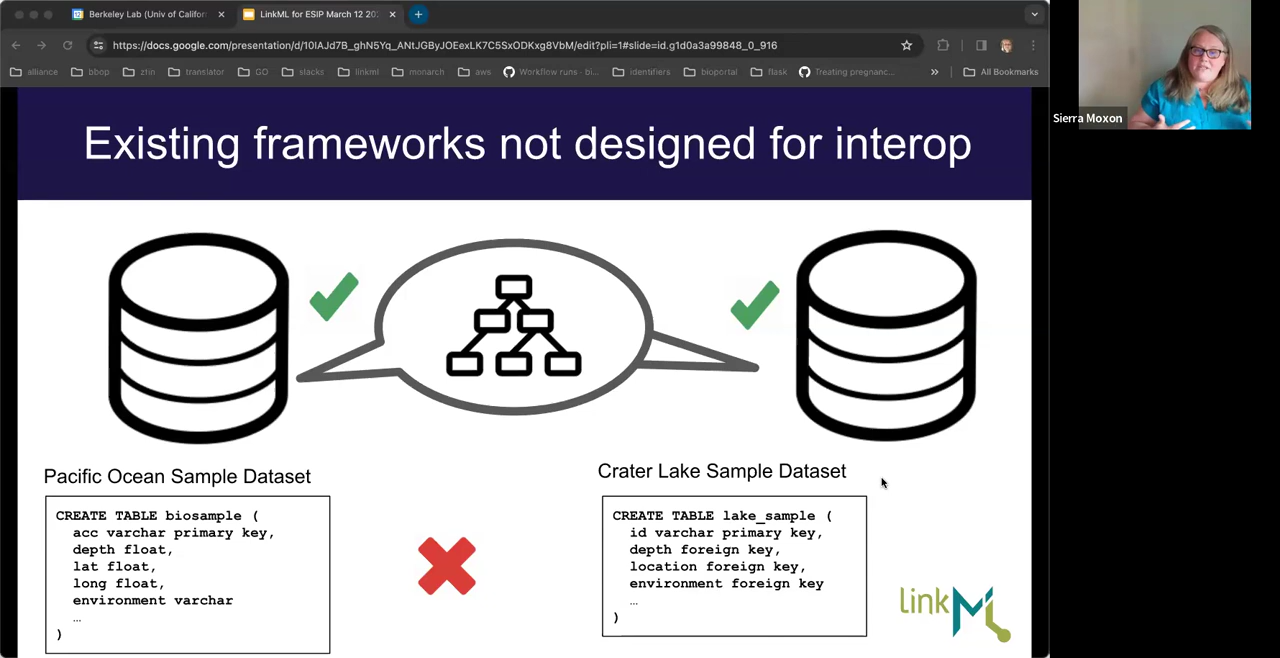 Berkeley Lab (Univ of Califor
LinkML for ESIP March 12 202
https://docs.google.com/presentation/d/10IAJd7B_ghN5Yq_ANtJGByJOEexLK7C5SxODKxg8VbM/edit?pli=1#slide=id.g1d0a3a99848_0_916
alliance
bbop
zfin
translator
GO
slacks
linkml
monarch
aws
Workflow runs · bi...
identifiers
bioportal
flask
Treating pregnanc...
»
All Bookmarks
Sierra Moxon
Existing frameworks not designed for interop
Pacific Ocean Sample Dataset
CREATE TABLE biosample (
acc varchar primary key,
depth float,
lat float,
long float,
environment varchar
…
)
Crater Lake Sample Dataset
CREATE TABLE lake_sample (
id varchar primary key,
depth foreign key,
location foreign key,
environment foreign key
…
)
linkML